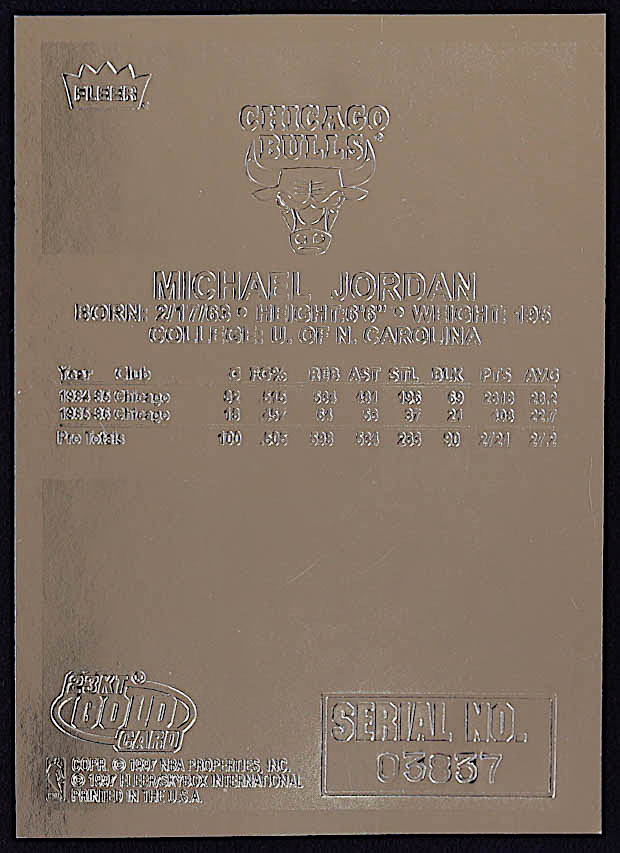 FLEER
CHICAGO
BULLS
MICHAEL JORDAN
BORN: 2/17/63 • HEIGHT: 6'6" • WEIGHT: 195
COLLEGE: U. OF N. CAROLINA
Year Club G FG% REB AST STL BLK PTS AVG
1984-85 Chicago 82 .515 534 481 196 69 2313 28.2
1985-86 Chicago 18 .457 64 53 37 21 408 22.7
Pro Totals 100 .505 598 534 233 90 2721 27.2
23KT
GOLD
CARD
COPR. © 1997 NBA PROPERTIES, INC.
© 1997 FLEER/SKYBOX INTERNATIONAL
PRINTED IN THE U.S.A.
SERIAL NO.
03837